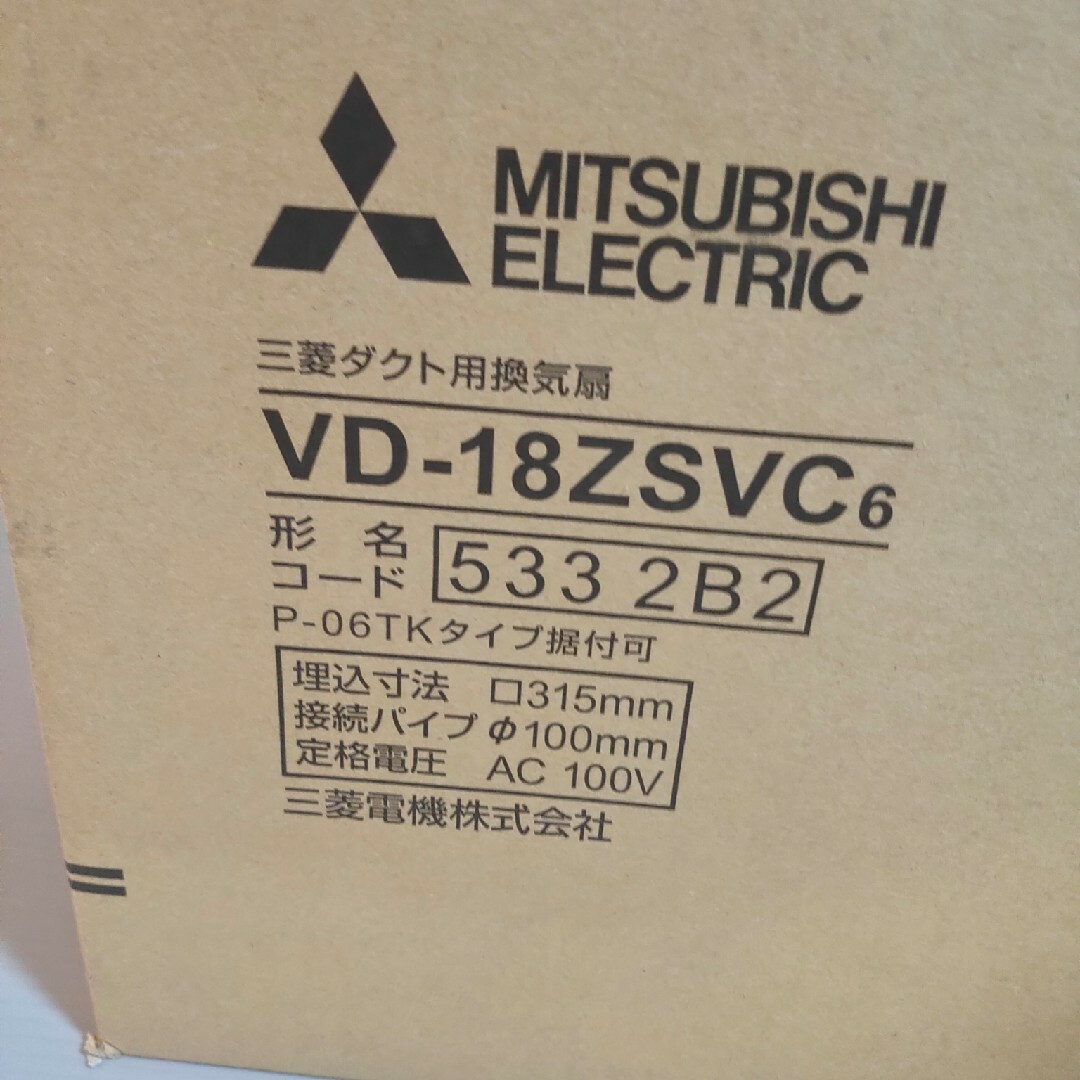 MITSUBISHI
ELECTRIC
三菱ダクト用換気扇
VD-18ZSVC6
形 名
コード 533 2B2
P-06TKタイプ据付可
埋込寸法 □315mm
接続パイプ φ100mm
定格電圧 AC 100V
三菱電機株式会社